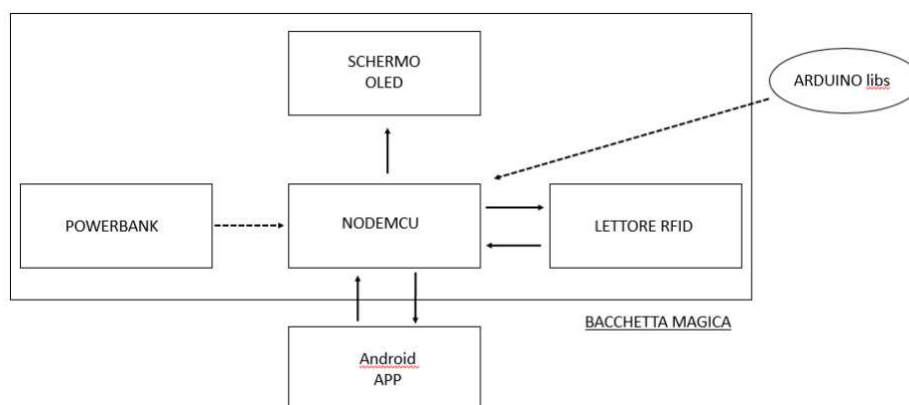 SCHERMO
OLED
ARDUINO libs
POWERBANK
NODEMCU
LETTORE RFID
BACCHETTA MAGICA
Android
APP